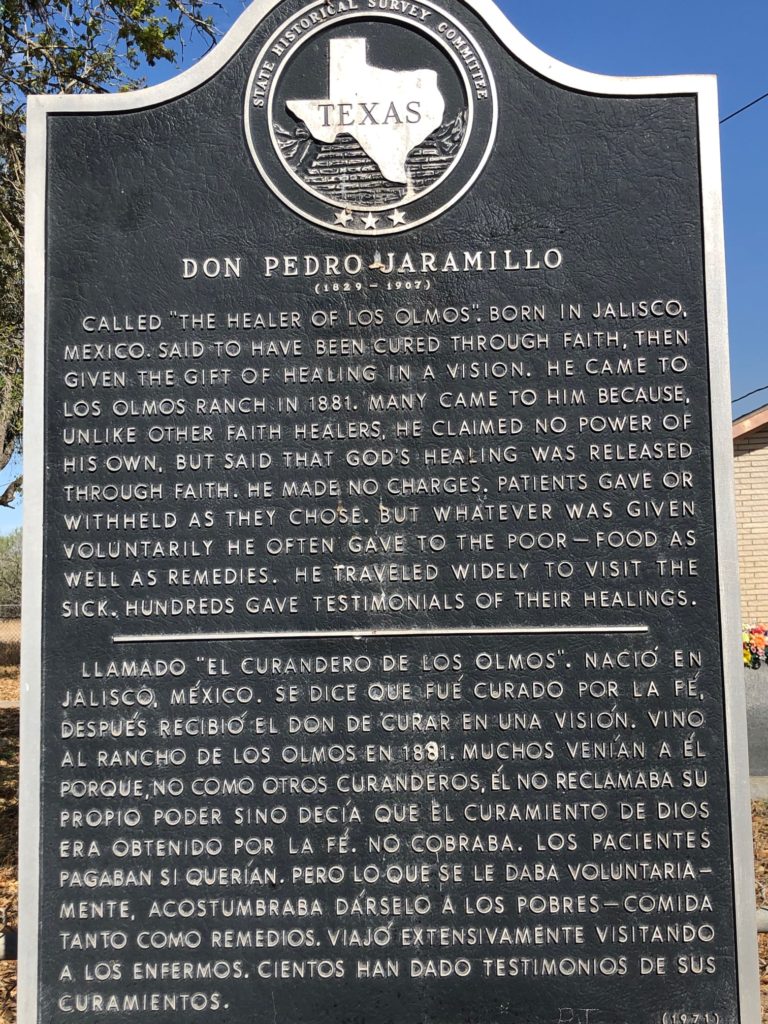 STATE HISTORICAL SURVEY COMMITTEE
TEXAS
DON PEDRO JARAMILLO
(1829 – 1907)
CALLED "THE HEALER OF LOS OLMOS". BORN IN JALISCO,
MEXICO. SAID TO HAVE BEEN CURED THROUGH FAITH, THEN
GIVEN THE GIFT OF HEALING IN A VISION. HE CAME TO
LOS OLMOS RANCH IN 1881. MANY CAME TO HIM BECAUSE,
UNLIKE OTHER FAITH HEALERS, HE CLAIMED NO POWER OF
HIS OWN, BUT SAID THAT GOD'S HEALING WAS RELEASED
THROUGH FAITH. HE MADE NO CHARGES. PATIENTS GAVE OR
WITHHELD AS THEY CHOSE. BUT WHATEVER WAS GIVEN
VOLUNTARILY HE OFTEN GAVE TO THE POOR—FOOD AS
WELL AS REMEDIES. HE TRAVELED WIDELY TO VISIT THE
SICK. HUNDREDS GAVE TESTIMONIALS OF THEIR HEALINGS.
LLAMADO "EL CURANDERO DE LOS OLMOS". NACIÓ EN
JALISCO, MÉXICO. SE DICE QUE FUÉ CURADO POR LA FÉ,
DESPUÉS RECIBIÓ EL DON DE CURAR EN UNA VISIÓN. VINO
AL RANCHO DE LOS OLMOS EN 1881. MUCHOS VENÍAN A ÉL
PORQUE, NO COMO OTROS CURANDEROS, ÉL NO RECLAMABA SU
PROPIO PODER SINO DECÍA QUE EL CURAMIENTO DE DIOS
ERA OBTENIDO POR LA FÉ. NO COBRABA. LOS PACIENTES
PAGABAN SI QUERÍAN. PERO LO QUE SE LE DABA VOLUNTARIA–
MENTE, ACOSTUMBRABA DÁRSELO A LOS POBRES—COMIDA
TANTO COMO REMEDIOS. VIAJÓ EXTENSIVAMENTE VISITANDO
A LOS ENFERMOS. CIENTOS HAN DADO TESTIMONIOS DE SUS
CURAMIENTOS.
(1971)